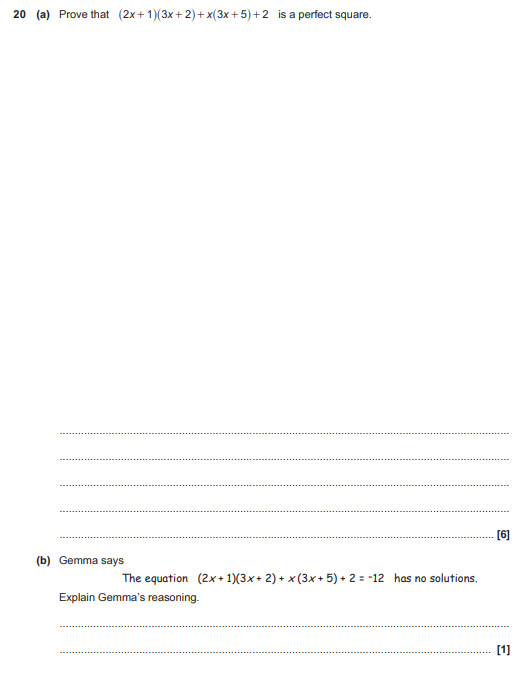 20 (a) Prove that (2x+1)(3x+2)+x(3x+5)+2 is a perfect square.
[6]
(b) Gemma says
The equation (2x+1)(3x+2)+x(3x+5)+2 = -12 has no solutions.
Explain Gemma's reasoning.
[1]